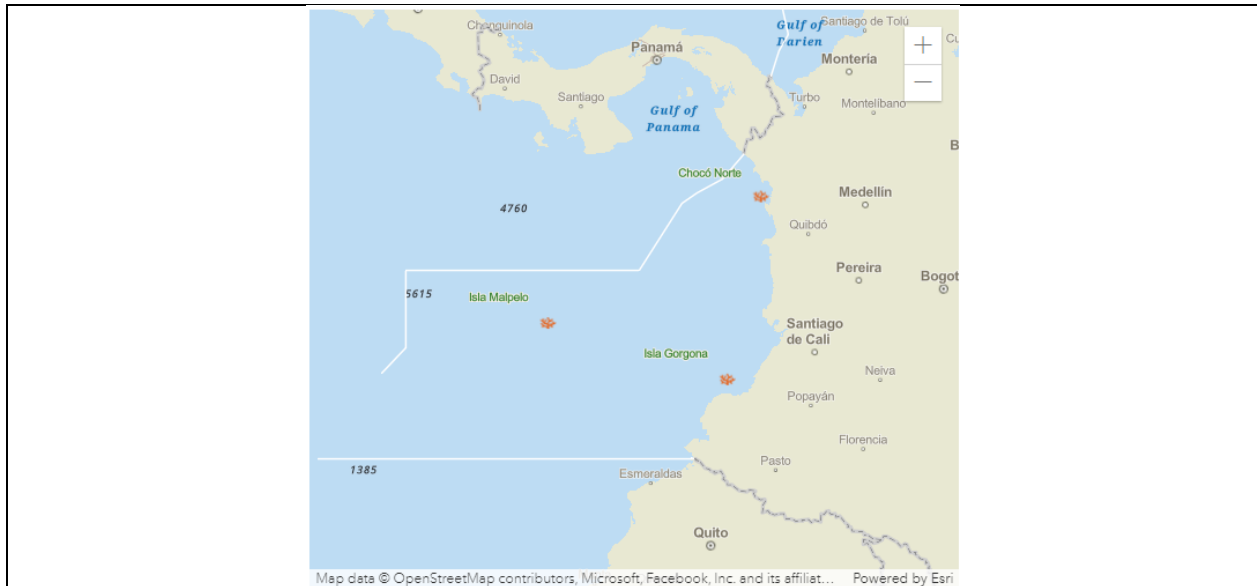 Changuinola
Gulf of
Darien
Santiago de Tolú
+
Cu
Panamá
Montería
David
Santiago
Turbo
Montelíbano
−
Gulf of
Panama
B
Chocó Norte
Medellín
4760
Quibdó
Pereira
Bogot
5615
Isla Malpelo
Santiago
de Cali
Isla Gorgona
Neiva
Popayán
Florencia
1385
Esmeraldas
Pasto
Quito
Map data © OpenStreetMap contributors, Microsoft, Facebook, Inc. and its affiliat...
Powered by Esri